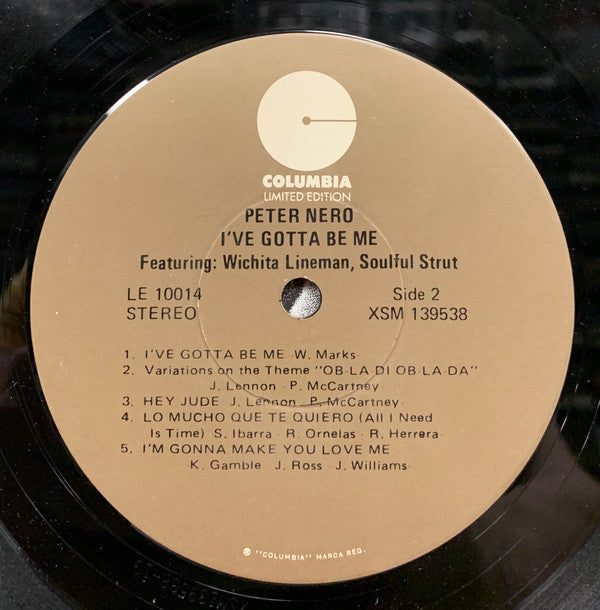 COLUMBIA
LIMITED EDITION
PETER NERO
I'VE GOTTA BE ME
Featuring: Wichita Lineman, Soulful Strut
LE 10014 Side 2
STEREO XSM 139538
1. I'VE GOTTA BE ME -W. Marks-
2. Variations on the Theme "OB-LA-DI OB-LA-DA"
J. Lennon - P. McCartney
3. HEY JUDE J. Lennon - P. McCartney-
4. LO MUCHO QUE TE QUIERO (All I Need
Is Time) S. Ibarra - R. Ornelas - R. Herrera-
5. I'M GONNA MAKE YOU LOVE ME
K. Gamble - J. Ross - J. Williams-
® "COLUMBIA" MARCA REG.